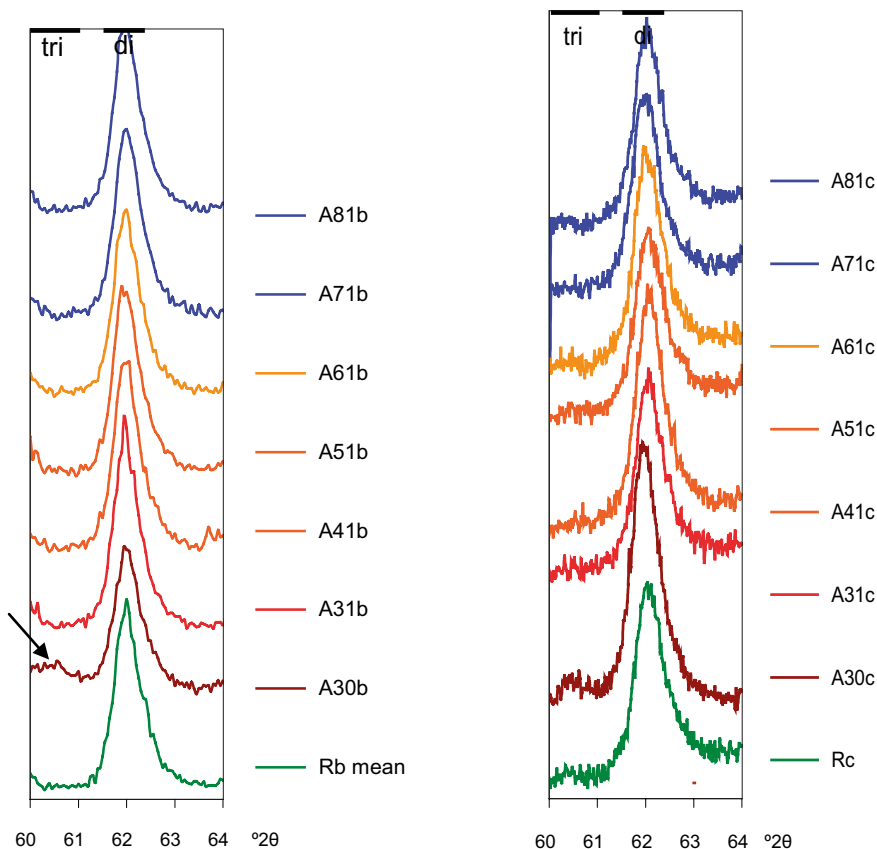 tri di
A81b
A71b
A61b
A51b
A41b
A31b
A30b
Rb mean
60 61 62 63 64 º2θ
tri di
A81c
A71c
A61c
A51c
A41c
A31c
A30c
Rc
60 61 62 63 64 º2θ